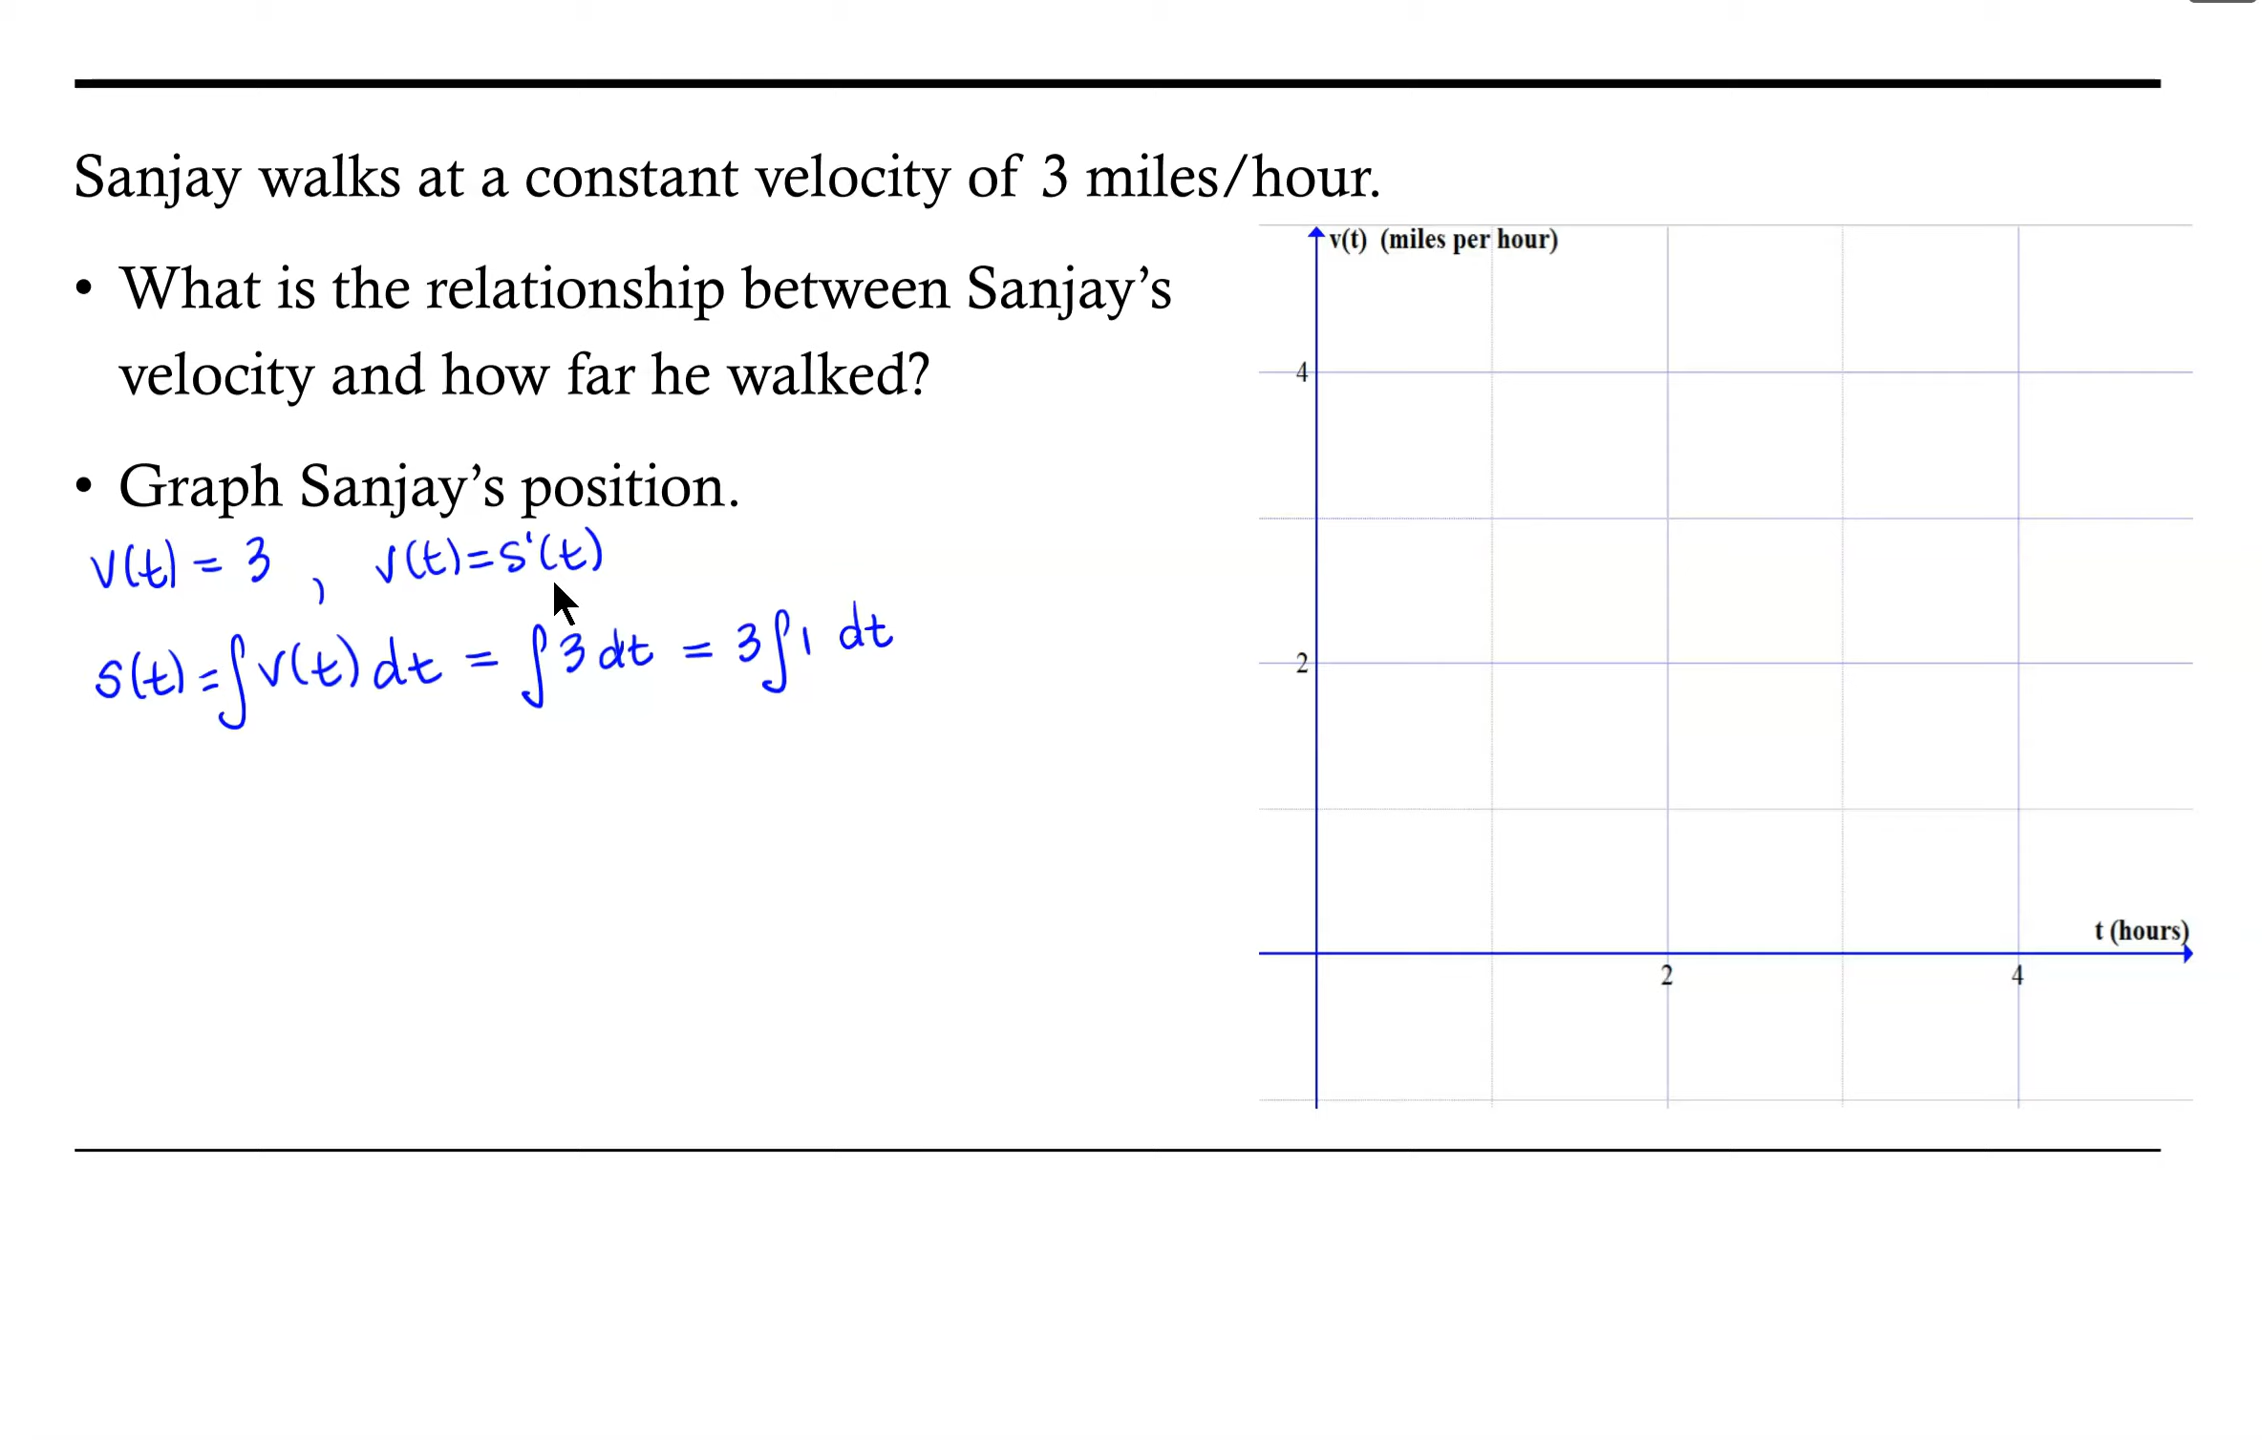 Sanjay walks at a constant velocity of 3 miles/hour.
• What is the relationship between Sanjay’s
velocity and how far he walked?
• Graph Sanjay’s position.
v(t) = 3 , v(t)=s'(t)
s(t)=∫v(t) dt = ∫3 dt = 3∫1 dt
v(t) (miles per hour)
4
2
t (hours)
2 4